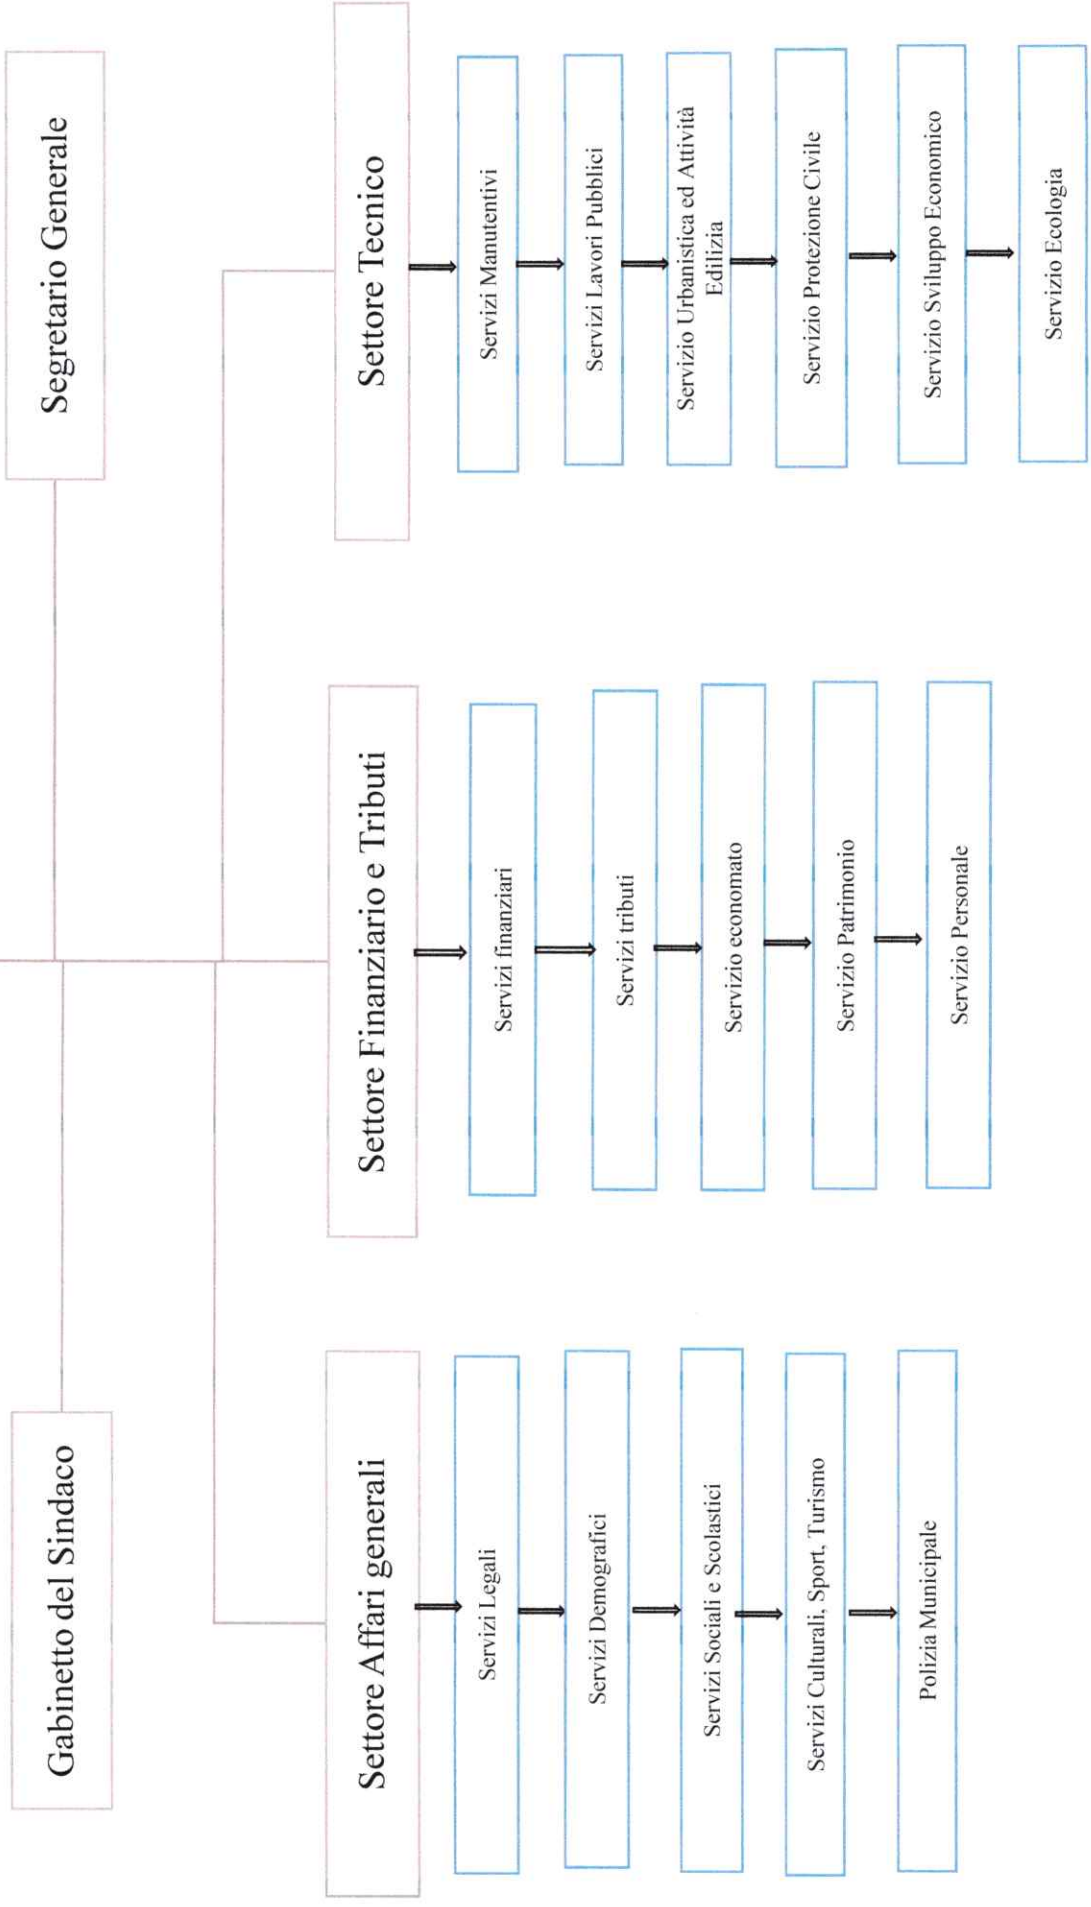 Gabinetto del Sindaco
Segretario Generale
Settore Affari generali
Servizi Legali
Servizi Demografici
Servizi Sociali e Scolastici
Servizi Culturali, Sport, Turismo
Polizia Municipale
Settore Finanziario e Tributi
Servizi finanziari
Servizi tributi
Servizio economato
Servizio Patrimonio
Servizio Personale
Settore Tecnico
Servizi Manutentivi
Servizi Lavori Pubblici
Servizio Urbanistica ed Attività
Edilizia
Servizio Protezione Civile
Servizio Sviluppo Economico
Servizio Ecologia